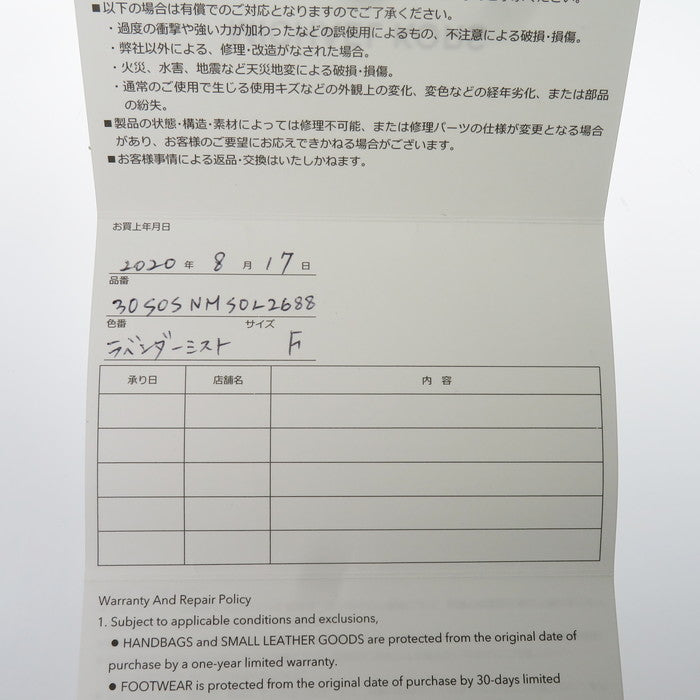 ■以下の場合は有償でのご対応となりますのでご了承ください。
・過度の衝撃や強い力が加わったなどの誤使用によるもの、不注意による破損・損傷。
・弊社以外による、修理・改造がなされた場合。
・火災、水害、地震など天災地変による破損・損傷。
・通常のご使用で生じる使用キズなどの外観上の変化、変色などの経年劣化、または部品
の紛失。
■製品の状態・構造・素材によっては修理不可能、または修理パーツの仕様が変更となる場合
があり、お客様のご要望にお応えできかねる場合がございます。
■お客様事情による返品・交換はいたしかねます。
お買上年月日
2020 年 8 月 17 日
品番
30S0SNMS0L2688
色番 サイズ
ラベンダーミスト F
承り日 店舗名 内 容
Warranty And Repair Policy
1. Subject to applicable conditions and exclusions,
● HANDBAGS and SMALL LEATHER GOODS are protected from the original date of
purchase by a one-year limited warranty.
● FOOTWEAR is protected from the original date of purchase by 30-days limited